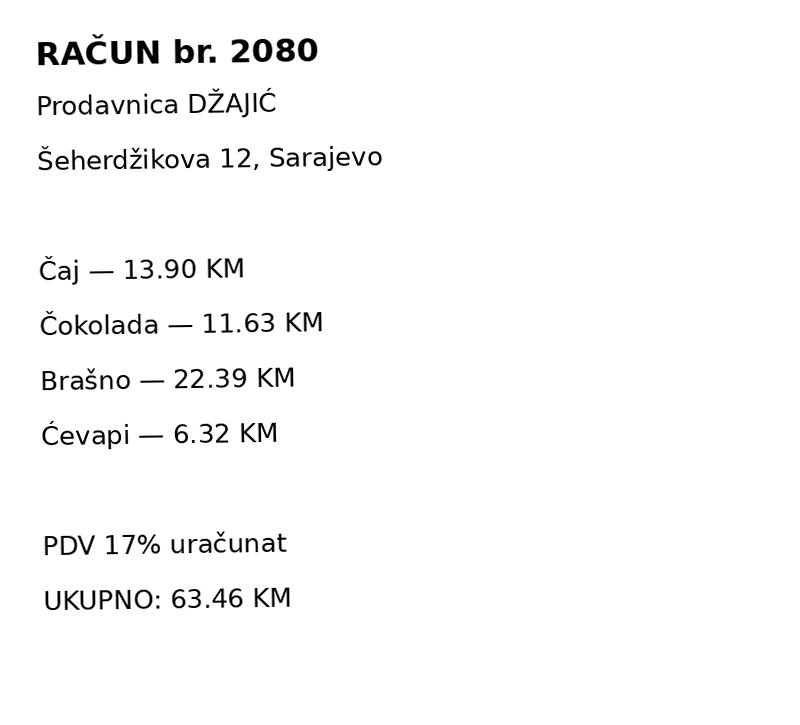 RAČUN br. 2080
Prodavnica DŽAJIĆ
Šeherdžikova 12, Sarajevo
Čaj — 13.90 KM
Čokolada — 11.63 KM
Brašno — 22.39 KM
Ćevapi — 6.32 KM
PDV 17% uračunat
UKUPNO: 63.46 KM